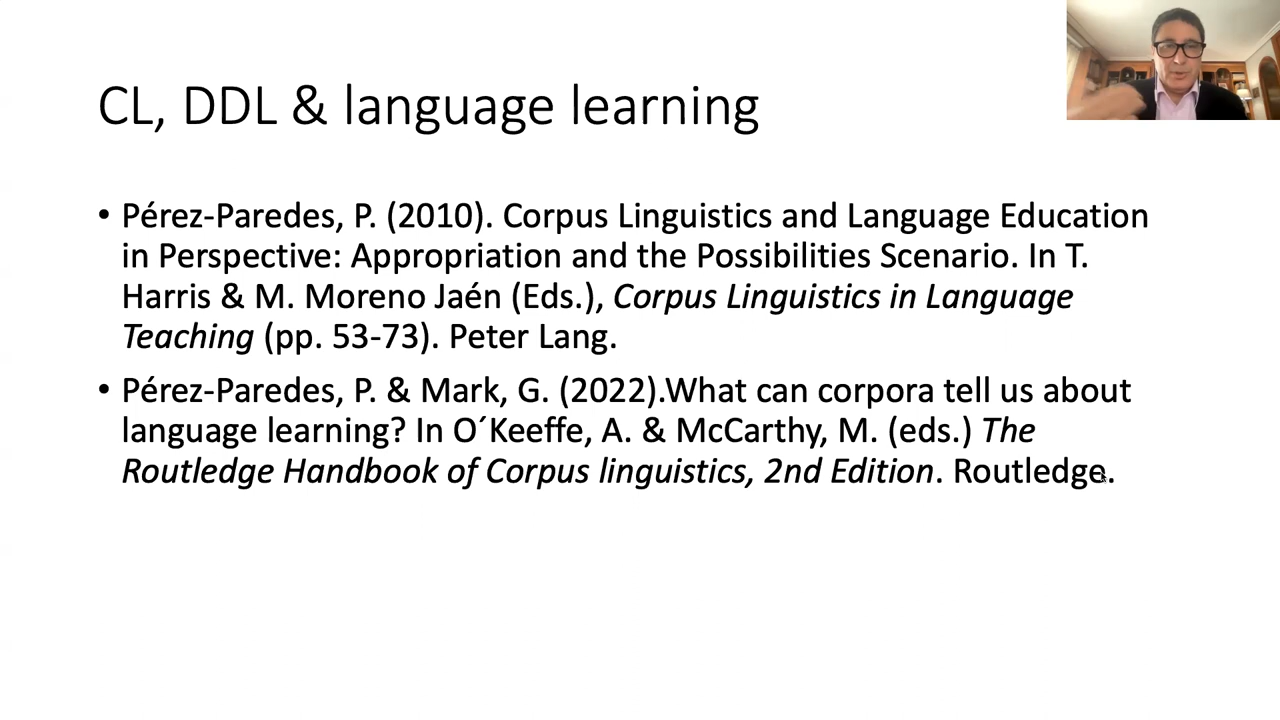 CL, DDL & language learning
• Pérez-Paredes, P. (2010). Corpus Linguistics and Language Education
in Perspective: Appropriation and the Possibilities Scenario. In T.
Harris & M. Moreno Jaén (Eds.), Corpus Linguistics in Language
Teaching (pp. 53-73). Peter Lang.
• Pérez-Paredes, P. & Mark, G. (2022).What can corpora tell us about
language learning? In O´Keeffe, A. & McCarthy, M. (eds.) The
Routledge Handbook of Corpus linguistics, 2nd Edition. Routledge.